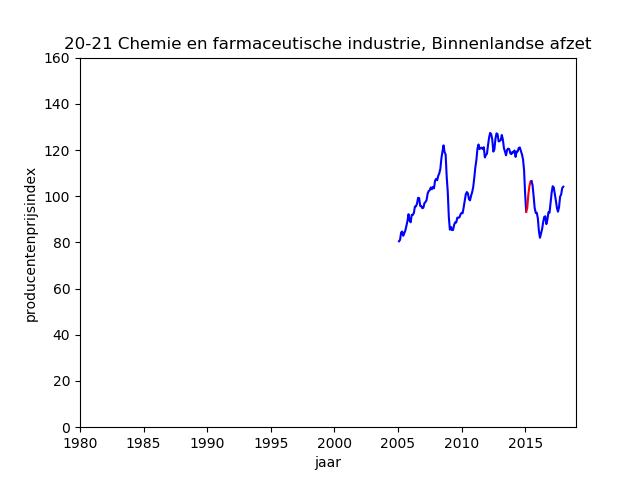 20-21 Chemie en farmaceutische industrie, Binnenlandse afzet
160
140
120
100
80
60
40
20
0
producentenprijsindex
1980 1985 1990 1995 2000 2005 2010 2015
jaar